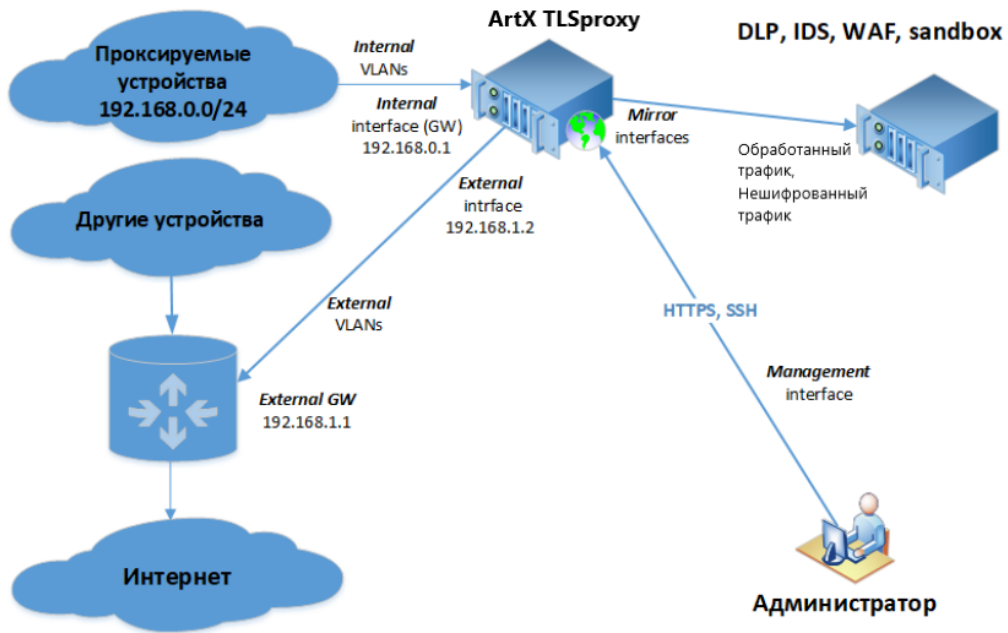 ArtX TLSproxy
DLP, IDS, WAF, sandbox
Проксируемые
устройства
192.168.0.0/24
Internal
VLANs
Internal
interface (GW)
192.168.0.1
Mirror
interfaces
Обработанный
трафик,
Нешифрованный
трафик
External
intrface
192.168.1.2
Другие устройства
External
VLANs
HTTPS, SSH
Management
interface
External GW
192.168.1.1
Интернет
Администратор